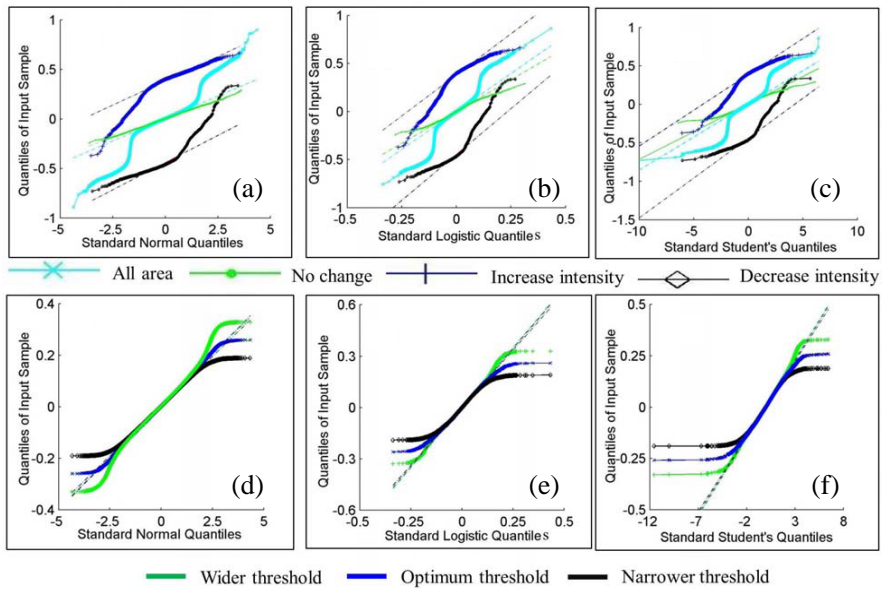 1
0.5
0
-0.5
-1
Quantiles of Input Sample
-5 -2.5 0 2.5 5
Standard Normal Quantiles
(a)
1
0.5
0
-0.5
-1
Quantiles of Input Sample
-0.5 -0.25 0 0.25 0.5
Standard Logistic Quantiles
(b)
1
0.5
0
-0.5
-1
-1.5
Quantiles of Input Sample
-10 -5 0 5 10
Standard Student's Quantiles
(c)
All area No change Increase intensity Decrease intensity
0.4
0.2
0
-0.2
-0.4
Quantiles of Input Sample
-5 -2.5 0 2.5 5
Standard Normal Quantiles
(d)
0.6
0.3
0
-0.3
-0.6
Quantiles of Input Sample
-0.5 -0.25 0 0.25 0.5
Standard Logistic Quantiles
(e)
0.5
0.25
0
-0.25
-0.5
Quantiles of Input Sample
-12 -7 -2 3 8
Standard Student's Quantiles
(f)
Wider threshold Optimum threshold Narrower threshold